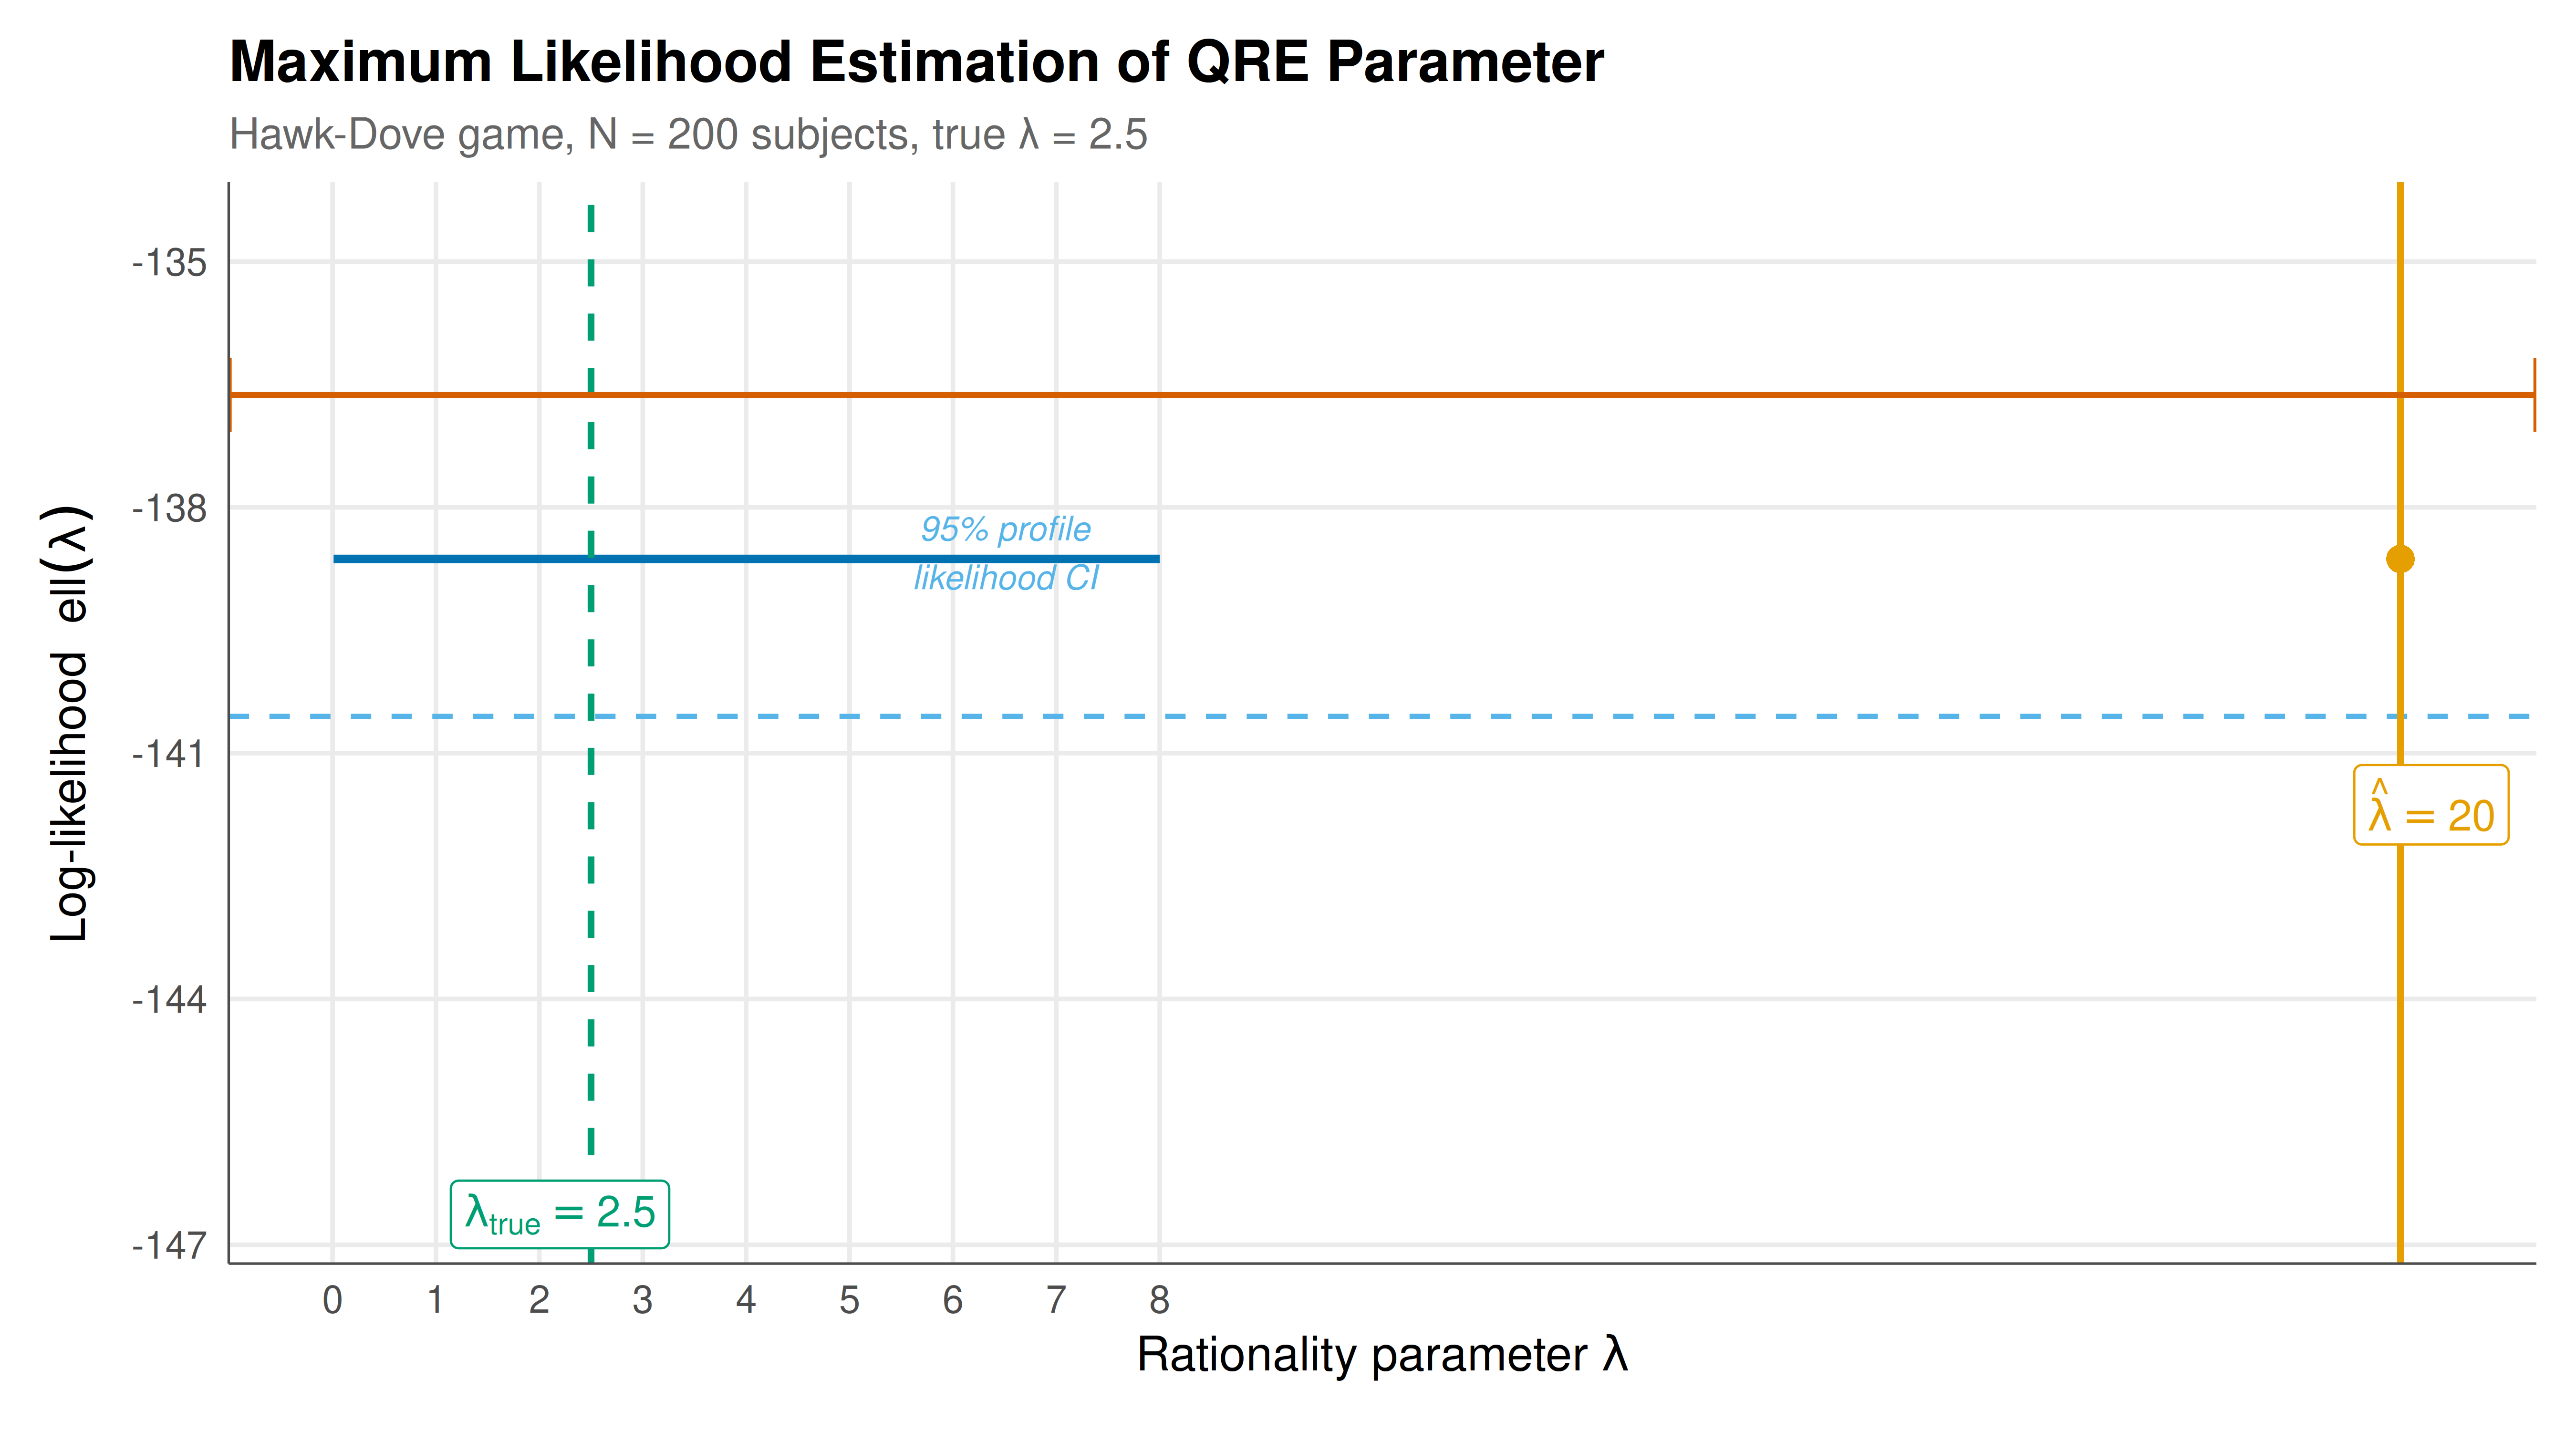 Maximum Likelihood Estimation of QRE Parameter
Hawk-Dove game, N = 200 subjects, true λ = 2.5
Log-likelihood ell(λ)
-135
-138
-141
-144
-147
95% profile
likelihood CI
λ̂ = 20
λtrue = 2.5
0 1 2 3 4 5 6 7 8
Rationality parameter λ